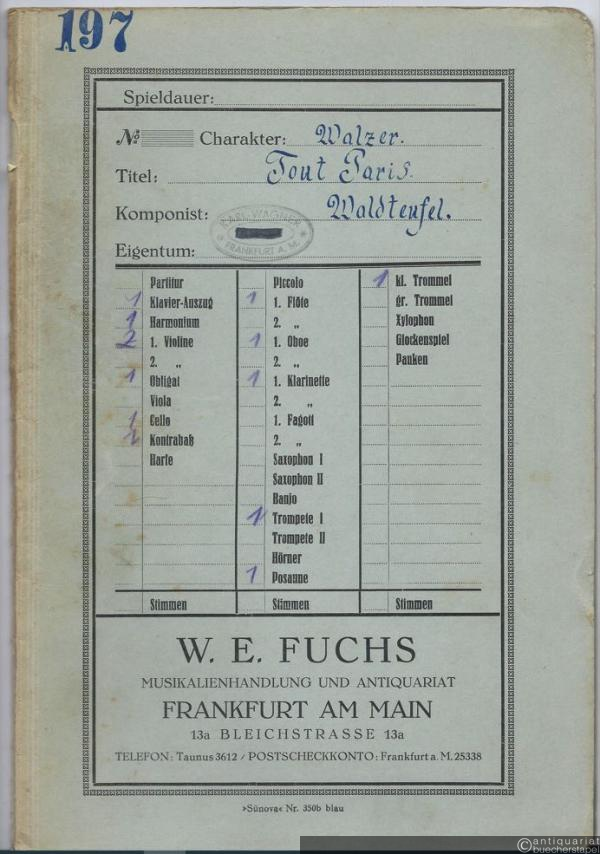 197
Spieldauer:
No. Charakter: Walzer.
Titel: Tout Paris.
Komponist: Waldteufel.
KARL WAGNER
FRANKFURT A. M.
Eigentum:
Partitur
1 Klavier-Auszug
1 Harmonium
2 1. Violine
2. „
1 Obligat
Viola
1 Cello
1 Kontrabaß
Harfe
Stimmen
Piccolo
1 1. Flöte
2. „
1 1. Oboe
2. „
1 1. Klarinette
2. „
1. Fagott
2. „
Saxophon I
Saxophon II
Banjo
1 Trompete I
Trompete II
Hörner
1 Posaune
Stimmen
1 kl. Trommel
gr. Trommel
Xylophon
Glockenspiel
Pauken
Stimmen
W. E. FUCHS
MUSIKALIENHANDLUNG UND ANTIQUARIAT
FRANKFURT AM MAIN
13a BLEICHSTRASSE 13a
TELEFON: Taunus 3612 / POSTSCHECKKONTO: Frankfurt a. M. 25338
»Sünova« Nr. 350b blau
antiquariat
buecherstapel